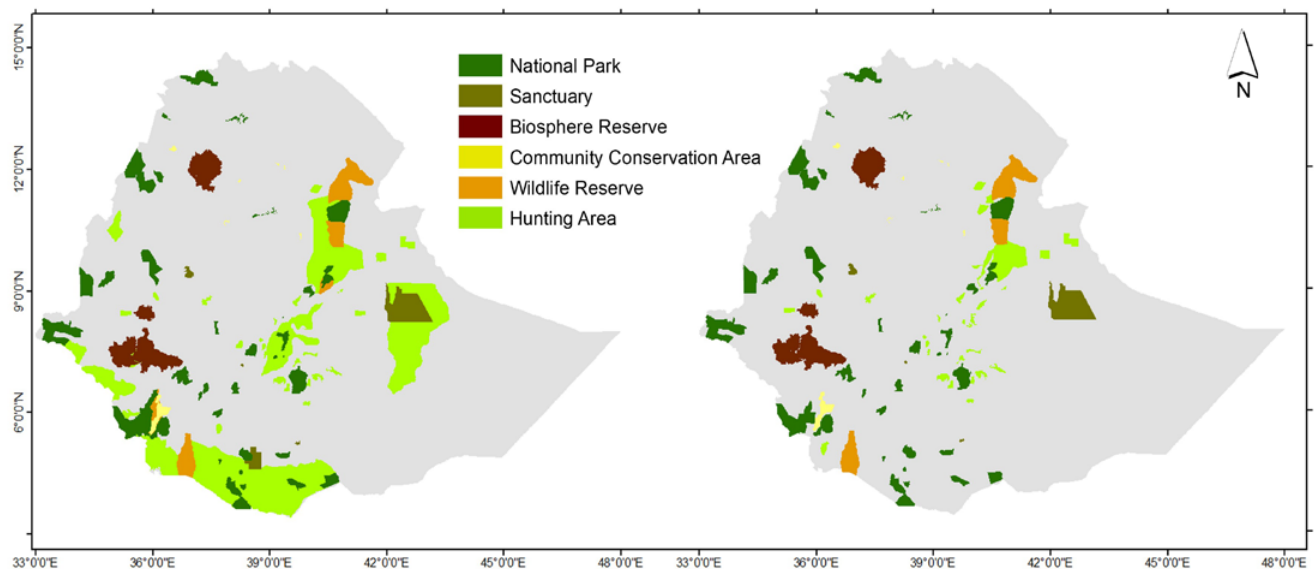 15°0'0"N
12°0'0"N
9°0'0"N
6°0'0"N
National Park
Sanctuary
Biosphere Reserve
Community Conservation Area
Wildlife Reserve
Hunting Area
N
33°0'0"E 36°0'0"E 39°0'0"E 42°0'0"E 45°0'0"E 48°0'0"E 33°0'0"E 36°0'0"E 39°0'0"E 42°0'0"E 45°0'0"E 48°0'0"E